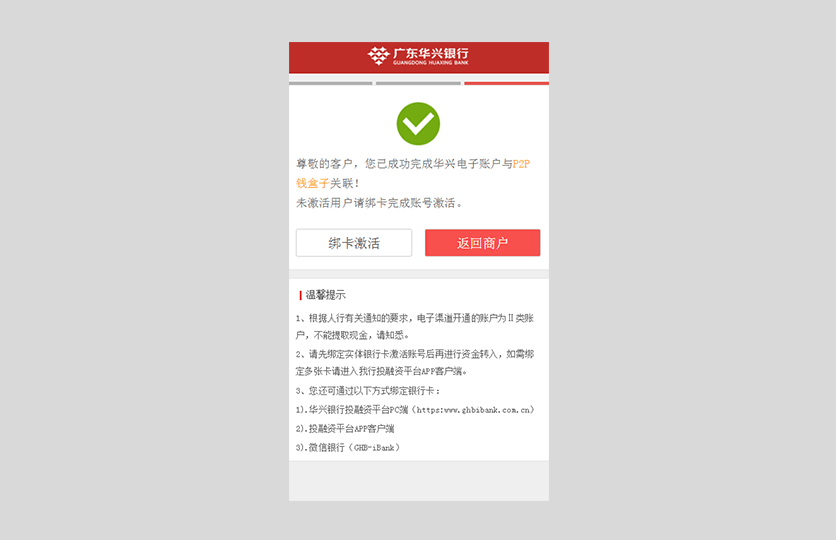 广东华兴银行
GUANGDONG HUAXING BANK
尊敬的客户，您已成功完成华兴电子账户与P2P
钱盒子关联！
未激活用户请绑卡完成账号激活。
绑卡激活 返回商户
温馨提示
1、根据人行有关通知的要求，电子渠道开通的账户为Ⅱ类账
户，不能提取现金，请知悉。
2、请先绑定实体银行卡激活账号后再进行资金转入，如需绑
定多张卡请进入我行投融资平台APP客户端。
3、您还可通过以下方式绑定银行卡：
1).华兴银行投融资平台PC端（https:www.ghbibank.com.cn）
2).投融资平台APP客户端
3).微信银行（GHB-iBank）